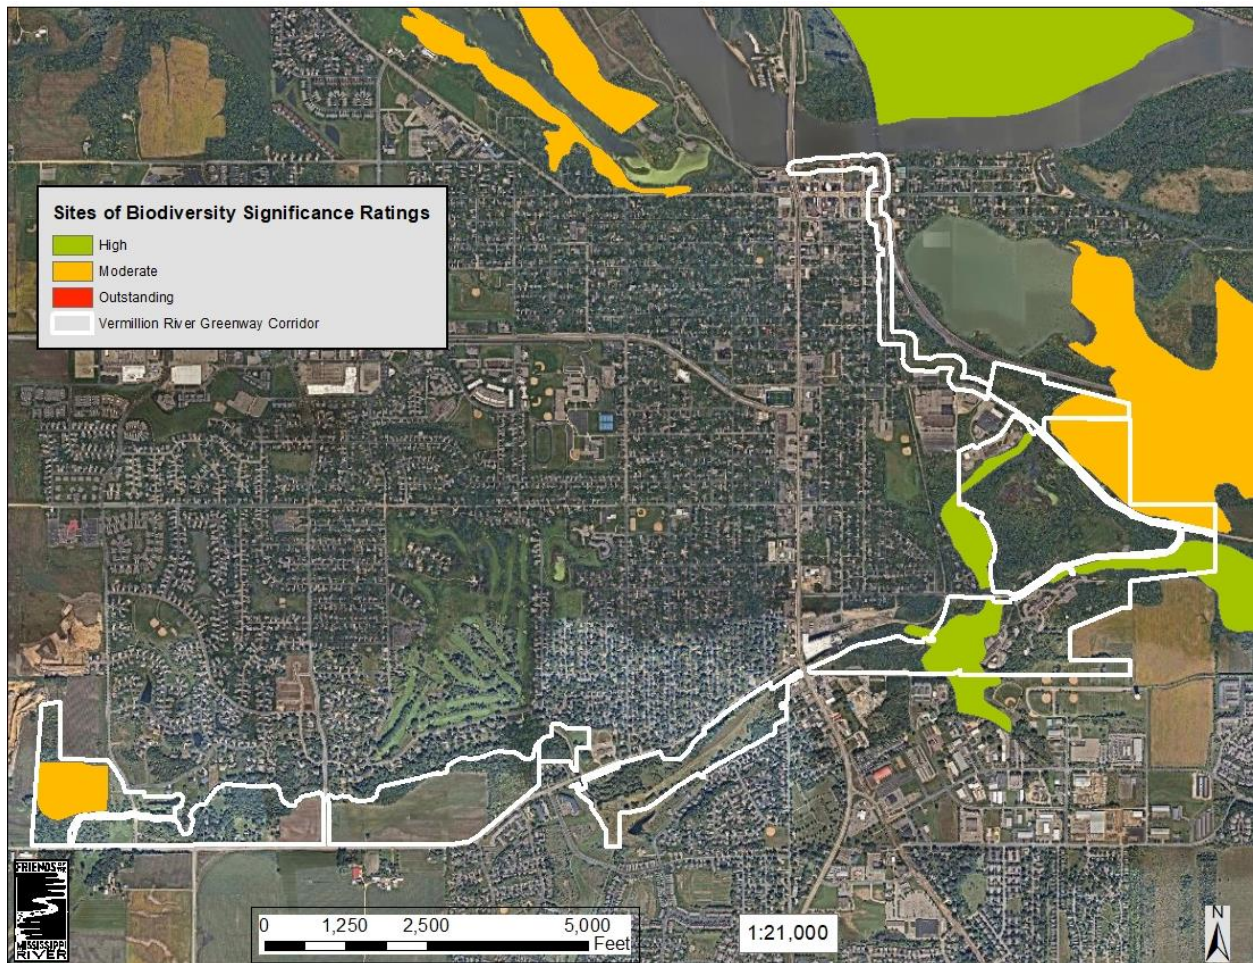 Sites of Biodiversity Significance Ratings
High
Moderate
Outstanding
Vermillion River Greenway Corridor
FRIENDS OF THE
MISSISSIPPI
RIVER
0 1,250 2,500 5,000
Feet
1:21,000
N